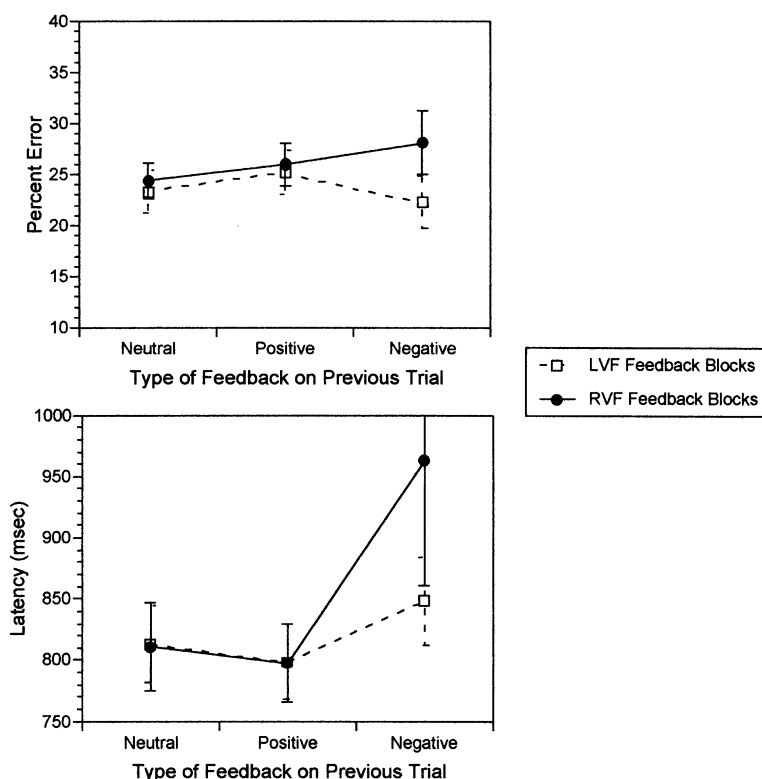 40
35
30
25
20
15
10
Percent Error
Neutral
Positive
Negative
Type of Feedback on Previous Trial
LVF Feedback Blocks
RVF Feedback Blocks
1000
950
900
850
800
750
Latency (msec)
Neutral
Positive
Negative
Type of Feedback on Previous Trial